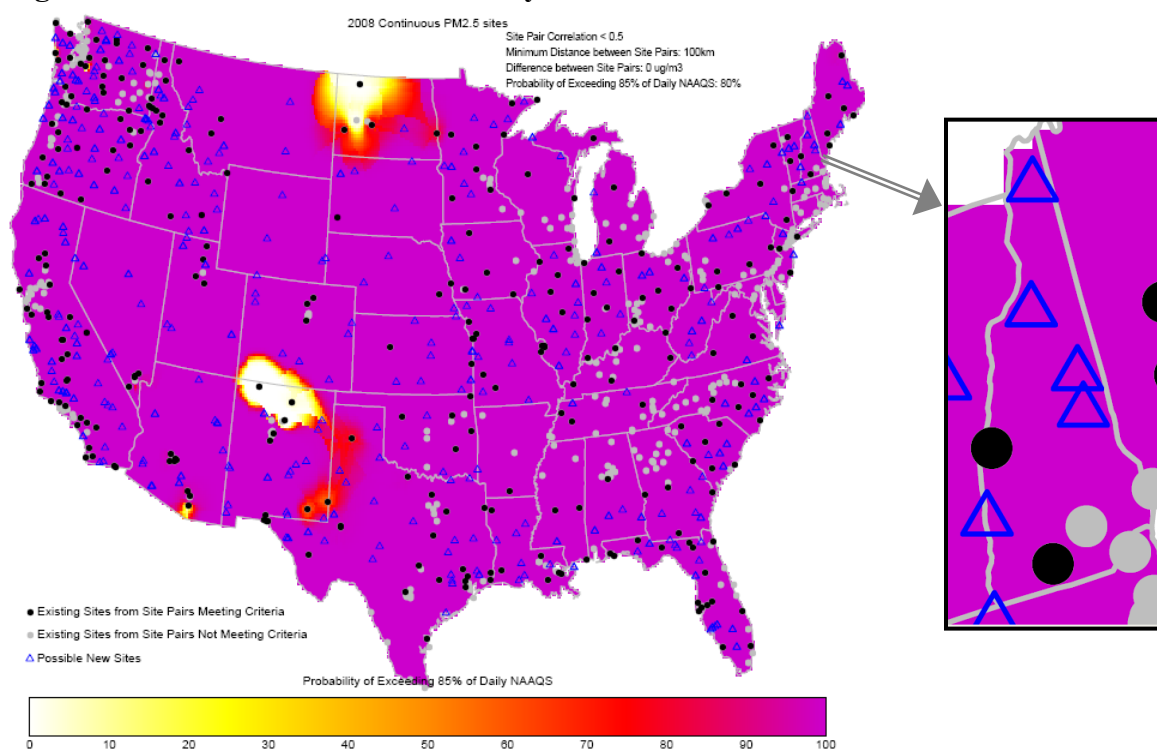 2008 Continuous PM2.5 sites
Site Pair Correlation < 0.5
Minimum Distance between Site Pairs: 100km
Difference between Site Pairs: 0 ug/m3
Probability of Exceeding 85% of Daily NAAQS: 80%
Existing Sites from Site Pairs Meeting Criteria
Existing Sites from Site Pairs Not Meeting Criteria
Possible New Sites
Probability of Exceeding 85% of Daily NAAQS
0 10 20 30 40 50 60 70 80 90 100